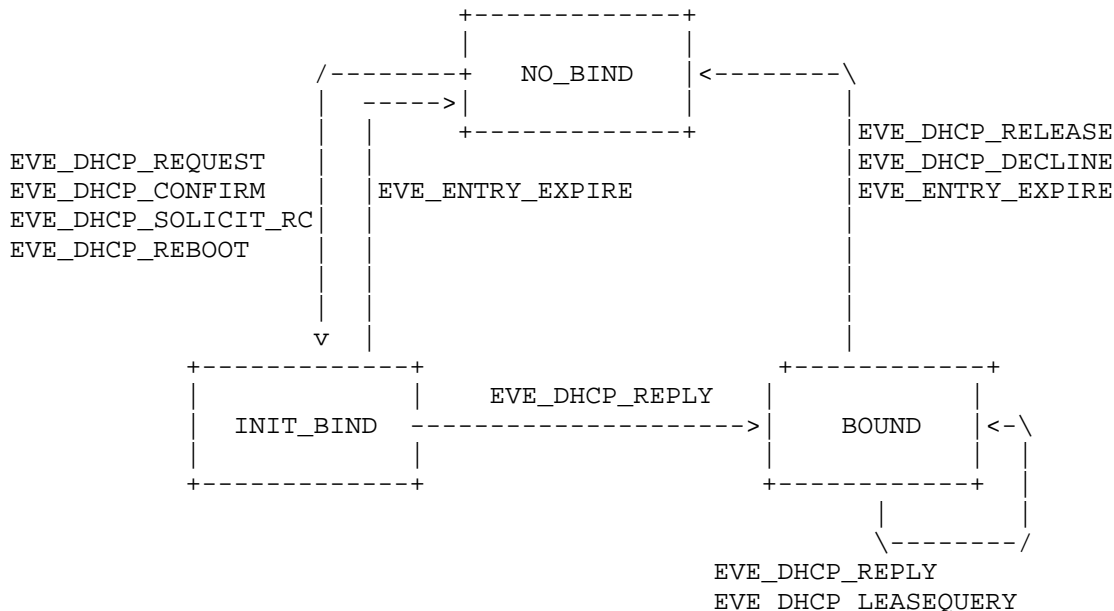 NO_BIND
EVE_DHCP_RELEASE
EVE_DHCP_REQUEST EVE_DHCP_DECLINE
EVE_DHCP_CONFIRM EVE_ENTRY_EXPIRE EVE_ENTRY_EXPIRE
EVE_DHCP_SOLICIT_RC
EVE_DHCP_REBOOT
EVE_DHCP_REPLY
INIT_BIND BOUND
EVE_DHCP_REPLY
EVE_DHCP_LEASEQUERY